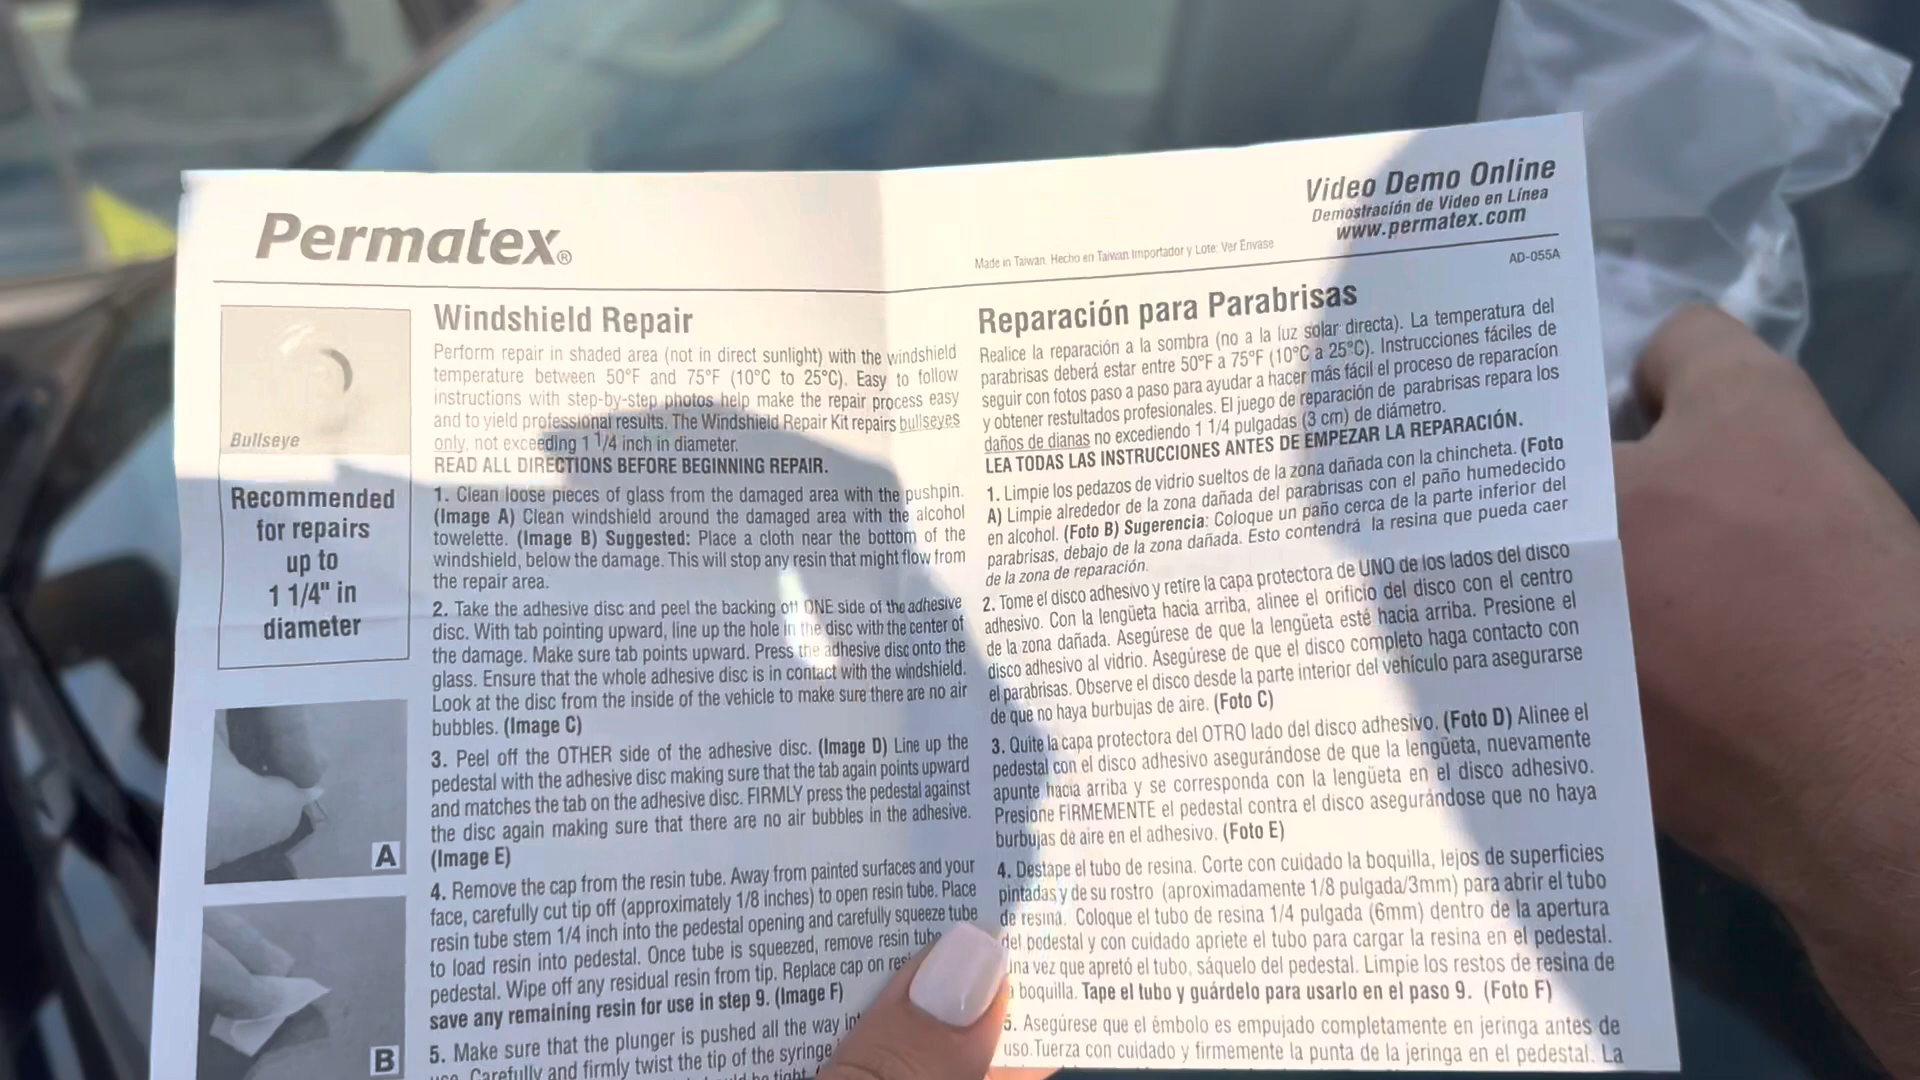 Permatex®
Video Demo Online
Demostración de Video en Línea
www.permatex.com
Made in Taiwan. Hecho en Taiwan Importador y Lote: Ver Envase
AD-055A
Bullseye
Recommended
for repairs
up to
1 1/4" in
diameter
A
B
Windshield Repair
Perform repair in shaded area (not in direct sunlight) with the windshield
temperature between 50°F and 75°F (10°C to 25°C). Easy to follow
instructions with step-by-step photos help make the repair process easy
and to yield professional results. The Windshield Repair Kit repairs bullseyes
only, not exceeding 1 1/4 inch in diameter.
READ ALL DIRECTIONS BEFORE BEGINNING REPAIR.
1. Clean loose pieces of glass from the damaged area with the pushpin.
(Image A) Clean windshield around the damaged area with the alcohol
towelette. (Image B) Suggested: Place a cloth near the bottom of the
windshield, below the damage. This will stop any resin that might flow from
the repair area.
2. Take the adhesive disc and peel the backing off ONE side of the adhesive
disc. With tab pointing upward, line up the hole in the disc with the center of
the damage. Make sure tab points upward. Press the adhesive disc onto the
glass. Ensure that the whole adhesive disc is in contact with the windshield.
Look at the disc from the inside of the vehicle to make sure there are no air
bubbles. (Image C)
3. Peel off the OTHER side of the adhesive disc. (Image D) Line up the
pedestal with the adhesive disc making sure that the tab again points upward
and matches the tab on the adhesive disc. FIRMLY press the pedestal against
the disc again making sure that there are no air bubbles in the adhesive.
(Image E)
4. Remove the cap from the resin tube. Away from painted surfaces and your
face, carefully cut tip off (approximately 1/8 inches) to open resin tube. Place
resin tube stem 1/4 inch into the pedestal opening and carefully squeeze tube
to load resin into pedestal. Once tube is squeezed, remove resin tube
pedestal. Wipe off any residual resin from tip. Replace cap on
save any remaining resin for use in step 9. (Image F)
5. Make sure that the plunger is pushed all the way
Carefully and firmly twist the tip of the syringe
Reparación para Parabrisas
Realice la reparación a la sombra (no a la luz solar directa). La temperatura del
parabrisas deberá estar entre 50°F a 75°F (10°C a 25°C). Instrucciones fáciles de
seguir con fotos paso a paso para ayudar a hacer más fácil el proceso de reparacíon
y obtener restultados profesionales. El juego de reparación de parabrisas repara los
daños de dianas no excediendo 1 1/4 pulgadas (3 cm) de diámetro.
LEA TODAS LAS INSTRUCCIONES ANTES DE EMPEZAR LA REPARACIÓN.
1. Limpie los pedazos de vidrio sueltos de la zona dañada con la chincheta. (Foto
A) Limpie alrededor de la zona dañada del parabrisas con el paño humedecido
en alcohol. (Foto B) Sugerencia: Coloque un paño cerca de la parte inferior del
parabrisas, debajo de la zona dañada. Esto contendrá la resina que pueda caer
de la zona de reparación.
2. Tome el disco adhesivo y retire la capa protectora de UNO de los lados del disco
adhesivo. Con la lengüeta hacia arriba, alinee el orificio del disco con el centro
de la zona dañada. Asegúrese de que la lengüeta esté hacia arriba. Presione el
disco adhesivo al vidrio. Asegúrese de que el disco completo haga contacto con
el parabrisas. Observe el disco desde la parte interior del vehículo para asegurarse
de que no haya burbujas de aire. (Foto C)
3. Quite la capa protectora del OTRO lado del disco adhesivo. (Foto D) Alinee el
pedestal con el disco adhesivo asegurándose de que la lengüeta, nuevamente
apunte hacia arriba y se corresponda con la lengüeta en el disco adhesivo.
Presione FIRMEMENTE el pedestal contra el disco asegurándose que no haya
burbujas de aire en el adhesivo. (Foto E)
4. Destape el tubo de resina. Corte con cuidado la boquilla, lejos de superficies
pintadas y de su rostro (aproximadamente 1/8 pulgada/3mm) para abrir el tubo
de resina. Coloque el tubo de resina 1/4 pulgada (6mm) dentro de la apertura
del pedestal y con cuidado apriete el tubo para cargar la resina en el pedestal.
una vez que apretó el tubo, sáquelo del pedestal. Limpie los restos de resina de
boquilla. Tape el tubo y guárdelo para usarlo en el paso 9. (Foto F)
5. Asegúrese que el émbolo es empujado completamente en jeringa antes de
uso. Tuerza con cuidado y firmemente la punta de la jeringa en el pedestal. La